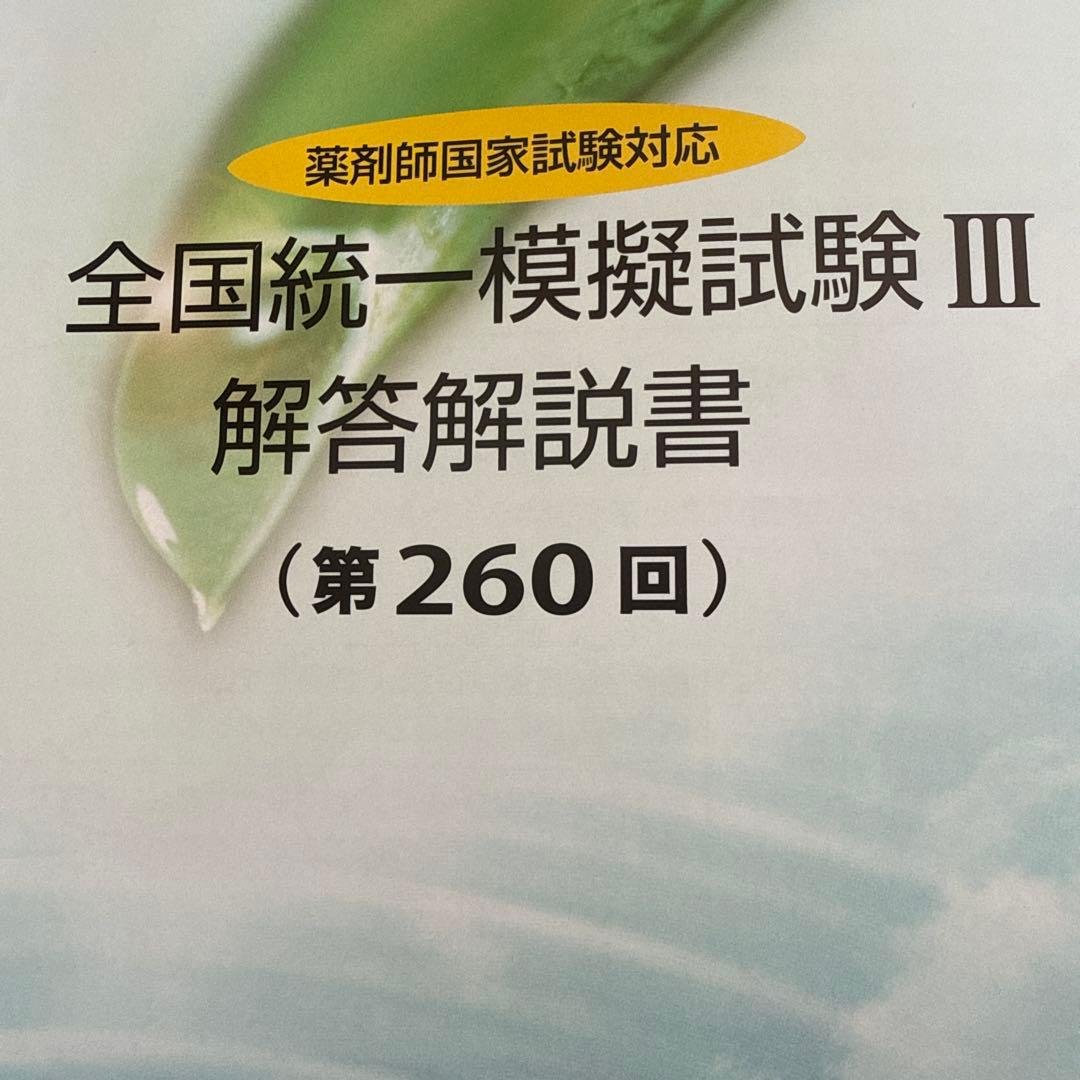 薬剤師国家試験対応
全国統一模擬試験 III
解答解説書
（第260回）